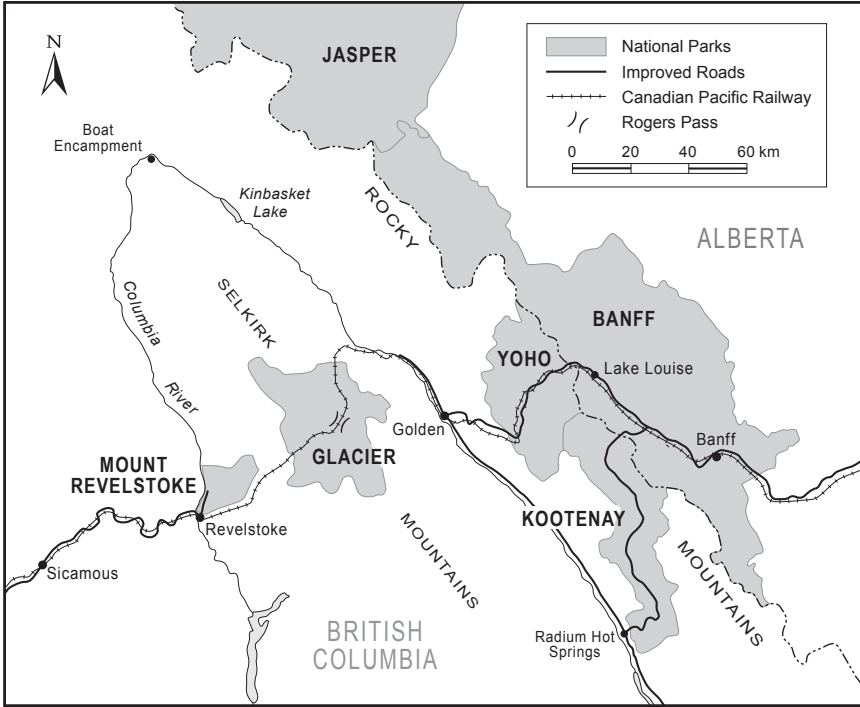 N
JASPER
National Parks
Improved Roads
Canadian Pacific Railway
Rogers Pass
0 20 40 60 km
Boat
Encampment
Kinbasket
Lake
ROCKY
ALBERTA
Columbia
River
SELKIRK
BANFF
YOHO
Lake Louise
Golden
Banff
GLACIER
MOUNT
REVELSTOKE
KOOTENAY
Revelstoke
MOUNTAINS
MOUNTAINS
Sicamous
BRITISH
COLUMBIA
Radium Hot
Springs